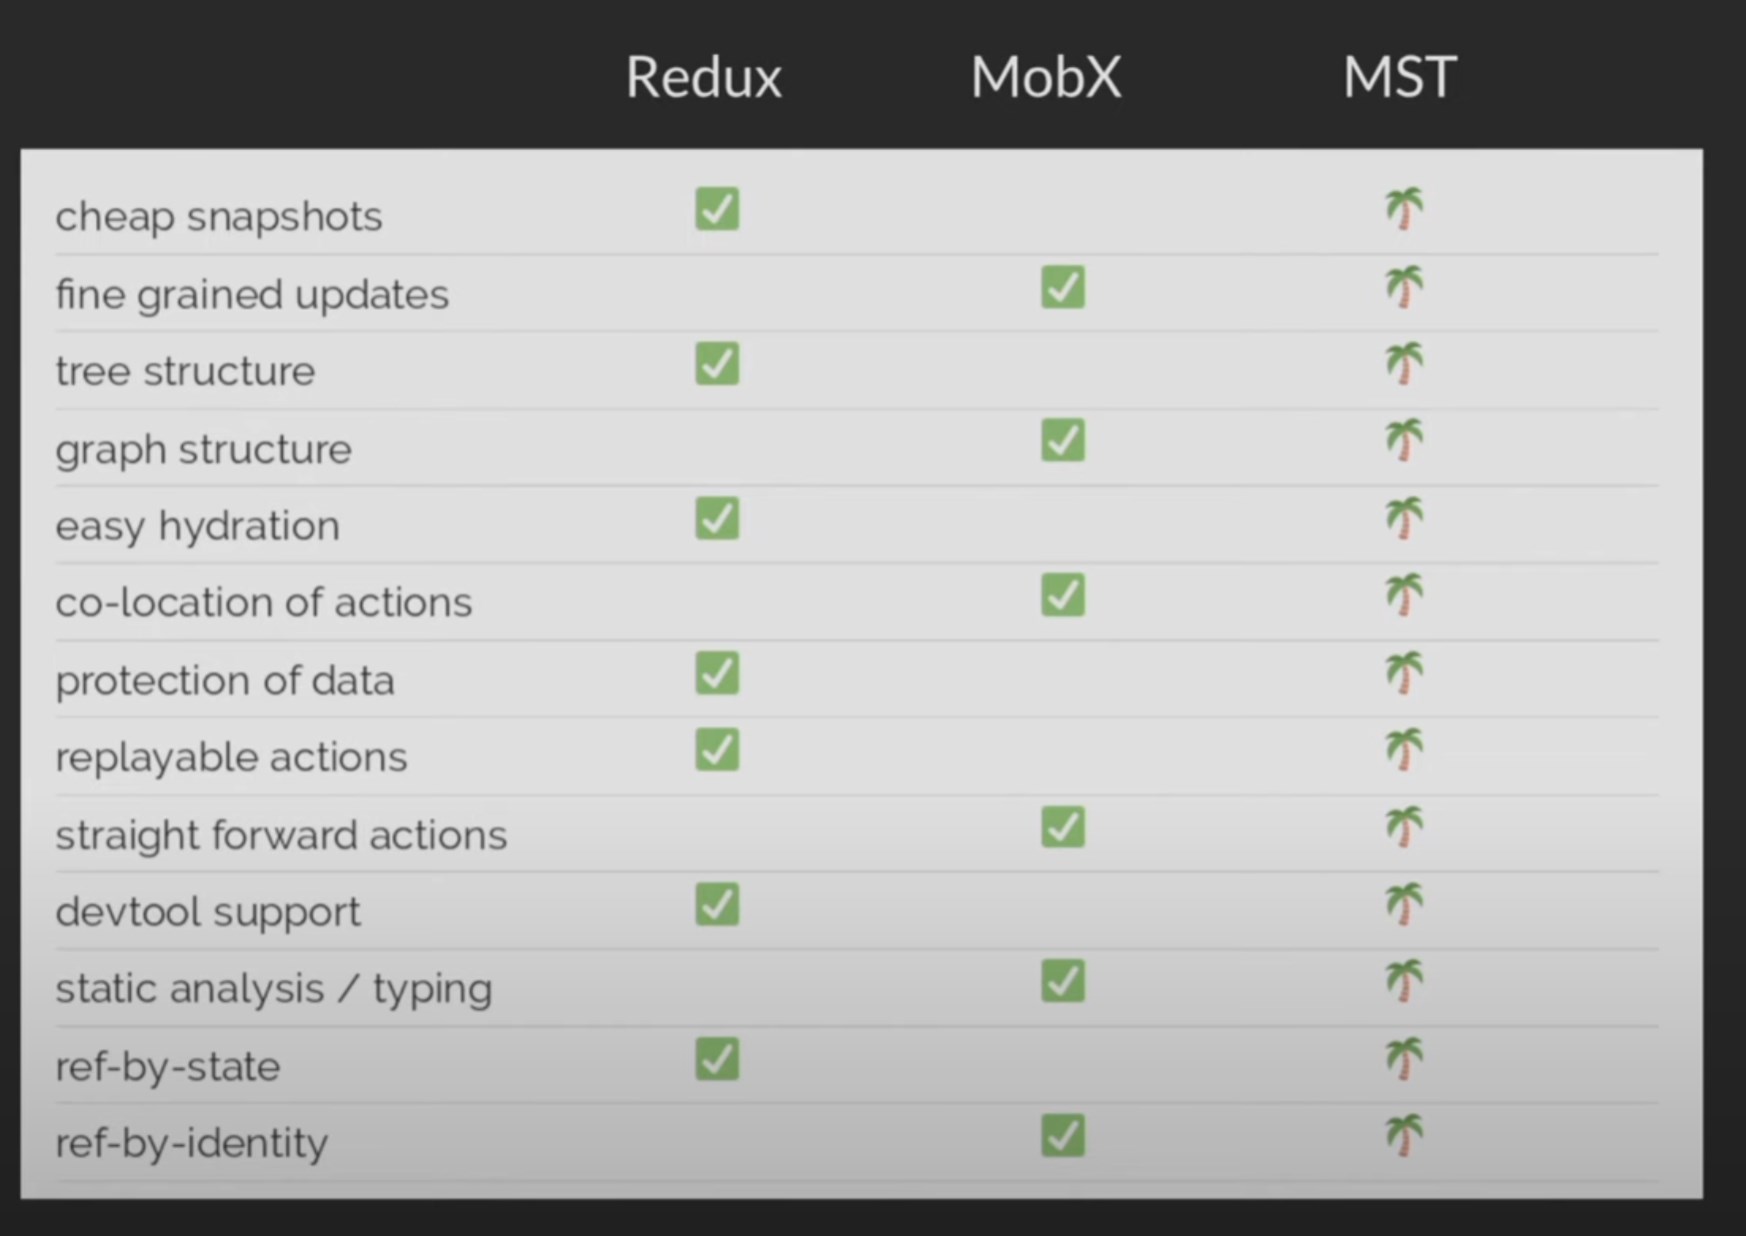 Redux MobX MST
cheap snapshots ✅ 🌴
fine grained updates ✅ 🌴
tree structure ✅ 🌴
graph structure ✅ 🌴
easy hydration ✅ 🌴
co-location of actions ✅ 🌴
protection of data ✅ 🌴
replayable actions ✅ 🌴
straight forward actions ✅ 🌴
devtool support ✅ 🌴
static analysis / typing ✅ 🌴
ref-by-state ✅ 🌴
ref-by-identity ✅ 🌴